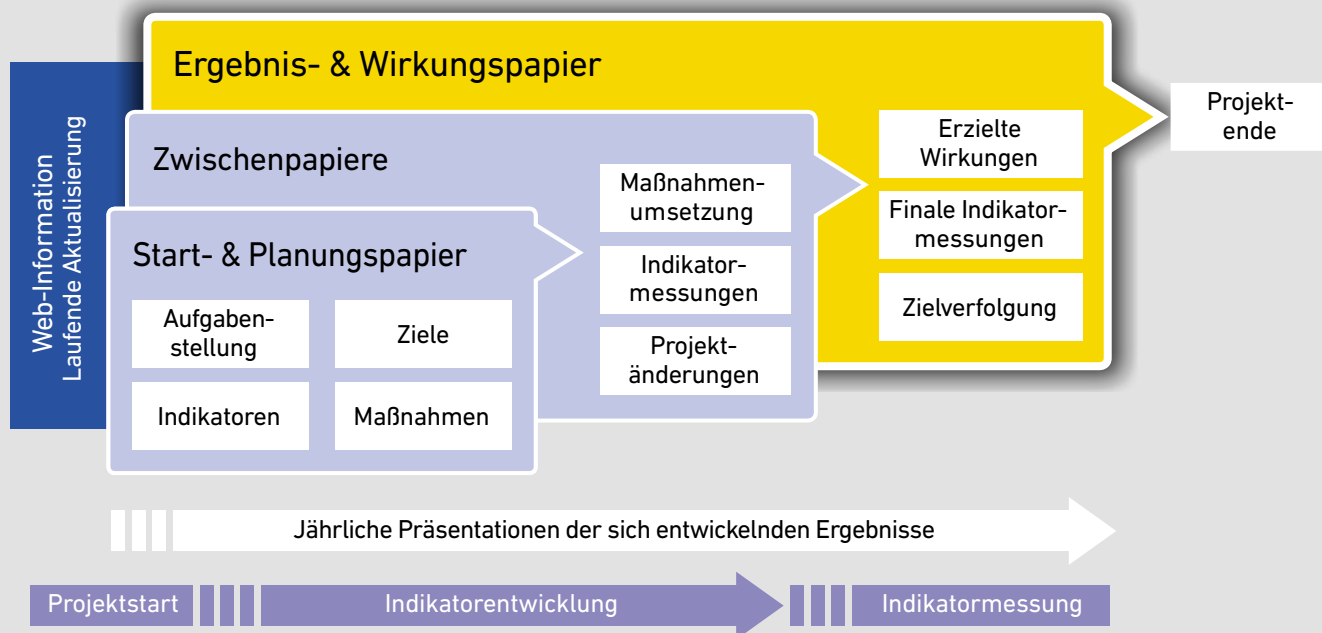 Web-Information
Laufende Aktualisierung
Ergebnis- & Wirkungspapier
Zwischenpapiere
Start- & Planungspapier
Aufgaben-
stellung
Ziele
Indikatoren
Maßnahmen
Maßnahmen-
umsetzung
Indikator-
messungen
Projekt-
änderungen
Erzielte
Wirkungen
Finale Indikator-
messungen
Zielverfolgung
Projekt-
ende
Jährliche Präsentationen der sich entwickelnden Ergebnisse
Projektstart
Indikatorentwicklung
Indikatormessung